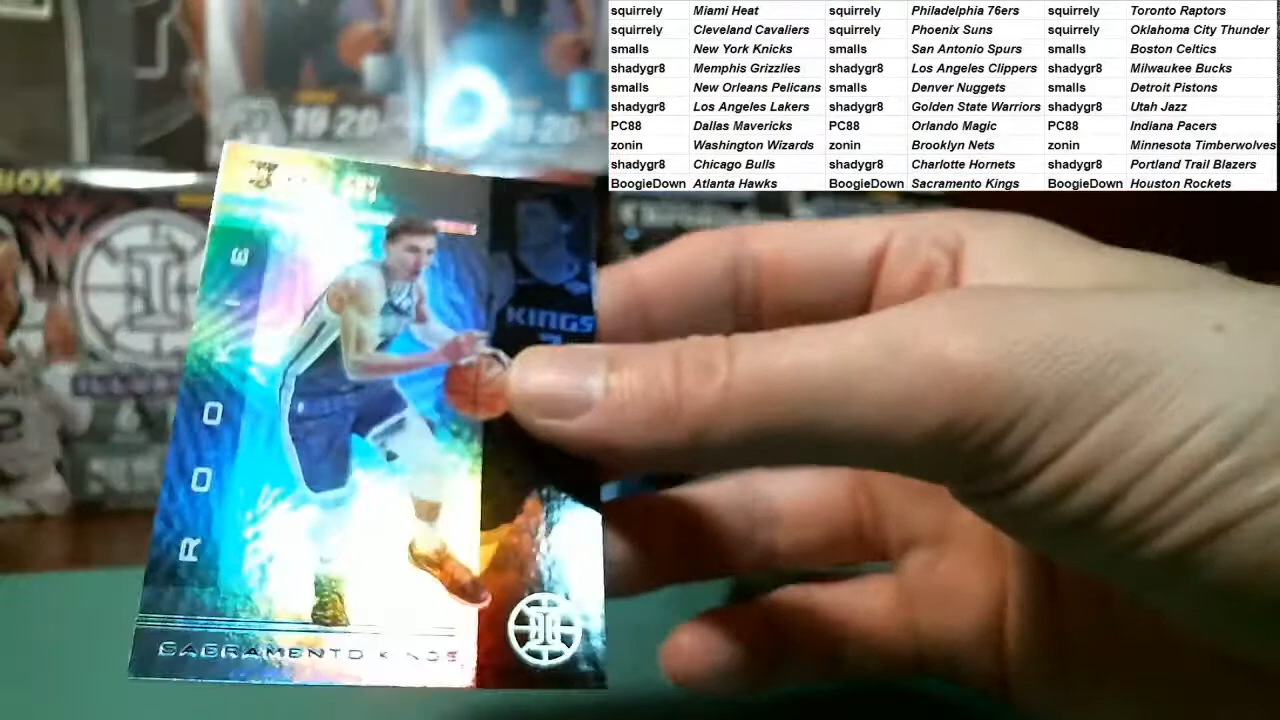 squirrely Miami Heat squirrely Philadelphia 76ers squirrely Toronto Raptors
squirrely Cleveland Cavaliers squirrely Phoenix Suns squirrely Oklahoma City Thunder
smalls New York Knicks smalls San Antonio Spurs smalls Boston Celtics
shadygr8 Memphis Grizzlies shadygr8 Los Angeles Clippers shadygr8 Milwaukee Bucks
smalls New Orleans Pelicans smalls Denver Nuggets smalls Detroit Pistons
shadygr8 Los Angeles Lakers shadygr8 Golden State Warriors shadygr8 Utah Jazz
PC88 Dallas Mavericks PC88 Orlando Magic PC88 Indiana Pacers
zonin Washington Wizards zonin Brooklyn Nets zonin Minnesota Timberwolves
shadygr8 Chicago Bulls shadygr8 Charlotte Hornets shadygr8 Portland Trail Blazers
BoogieDown Atlanta Hawks BoogieDown Sacramento Kings BoogieDown Houston Rockets
19-20
BOX
ROOKIE
KINGS
SACRAMENTO KINGS